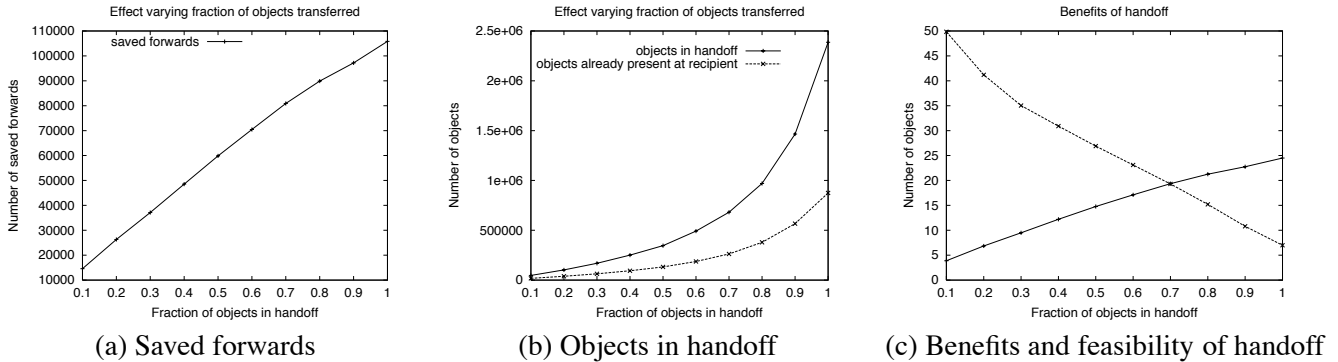 Effect varying fraction of objects transferred
110000
100000
90000
80000
70000
60000
50000
40000
30000
20000
10000
saved forwards
Number of saved forwards
0.1 0.2 0.3 0.4 0.5 0.6 0.7 0.8 0.9 1
Fraction of objects in handoff
(a) Saved forwards
Effect varying fraction of objects transferred
2.5e+06
2e+06
1.5e+06
1e+06
500000
0
objects in handoff
objects already present at recipient
Number of objects
0.1 0.2 0.3 0.4 0.5 0.6 0.7 0.8 0.9 1
Fraction of objects in handoff
(b) Objects in handoff
Benefits of handoff
50
45
40
35
30
25
20
15
10
5
0
Number of objects
0.1 0.2 0.3 0.4 0.5 0.6 0.7 0.8 0.9 1
Fraction of objects in handoff
(c) Benefits and feasibility of handoff